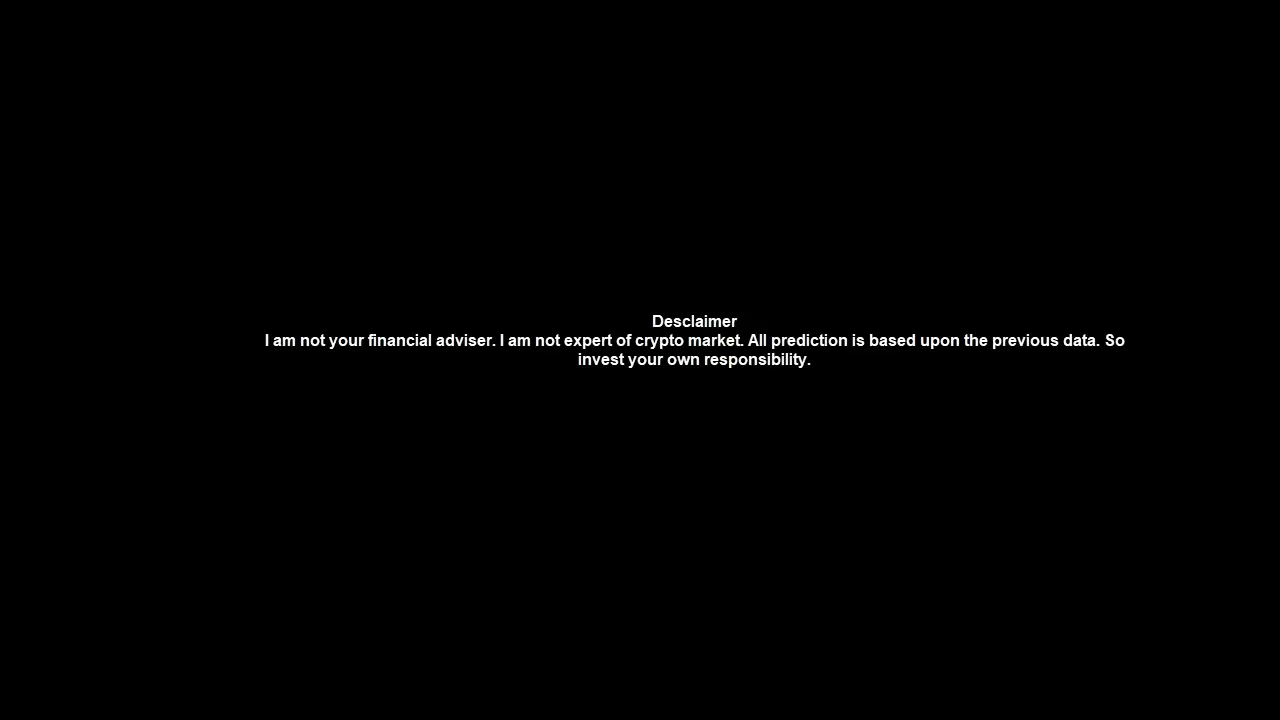 Desclaimer
I am not your financial adviser. I am not expert of crypto market. All prediction is based upon the previous data. So
invest your own responsibility.